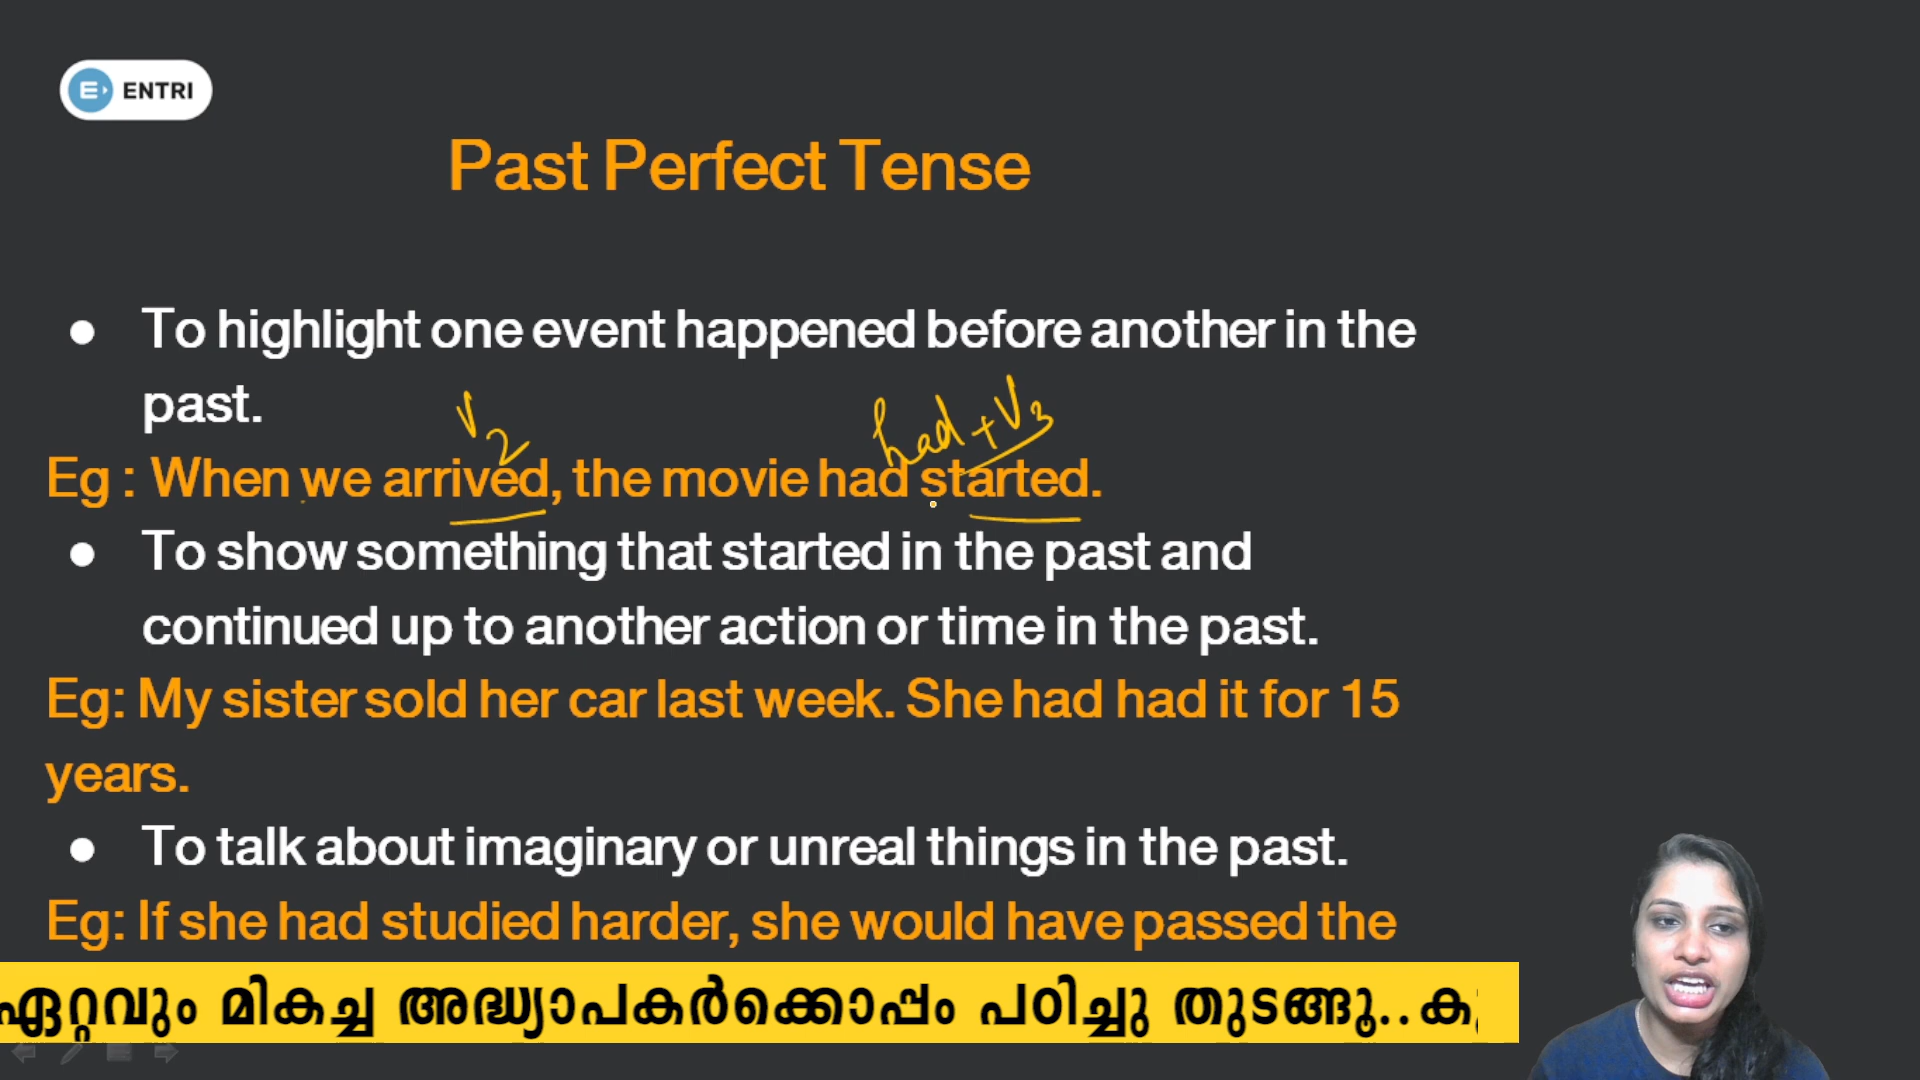 ENTRI
Past Perfect Tense
● To highlight one event happened before another in the
past.
V2 had + V3
Eg : When we arrived, the movie had started.
● To show something that started in the past and
continued up to another action or time in the past.
Eg: My sister sold her car last week. She had had it for 15
years.
● To talk about imaginary or unreal things in the past.
Eg: If she had studied harder, she would have passed the
ഏറ്റവും മികച്ച അദ്ധ്യാപകർക്കൊപ്പം പഠിച്ചു തുടങ്ങൂ..